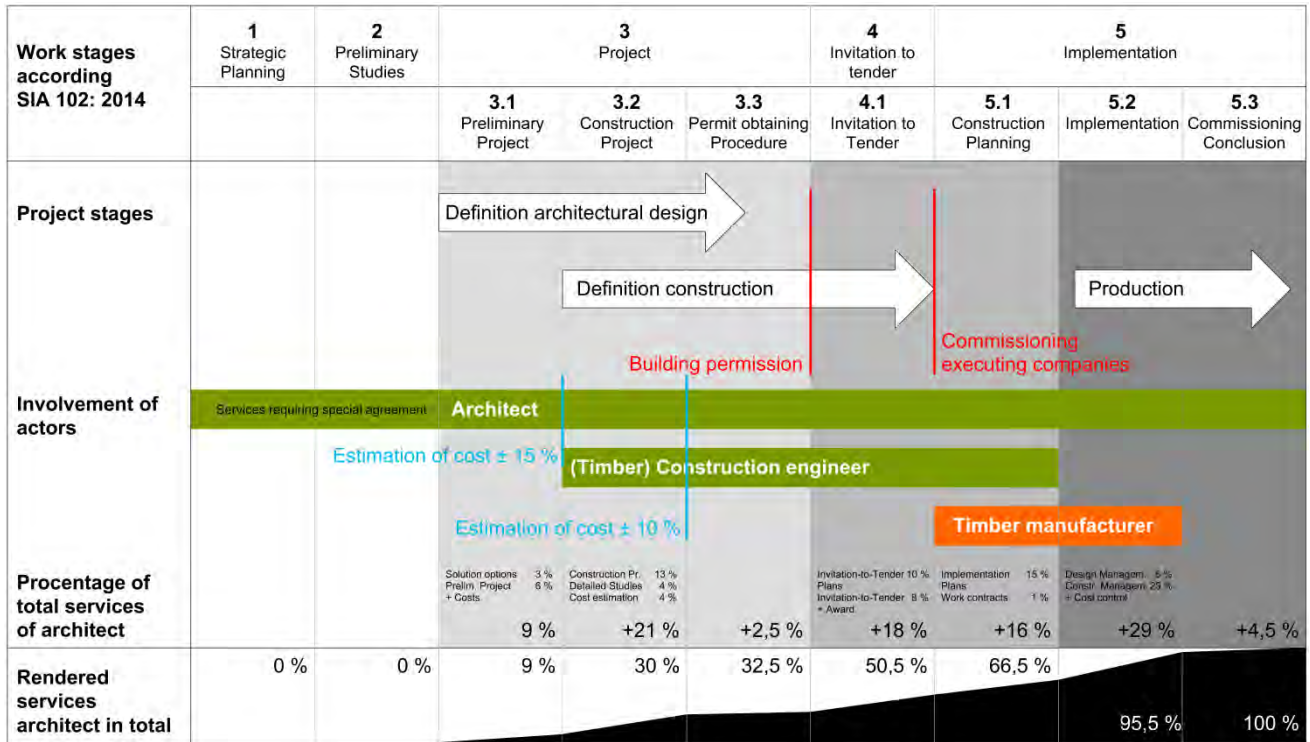 Work stages
according
SIA 102: 2014
1
Strategic
Planning
2
Preliminary
Studies
3
Project
4
Invitation to
tender
5
Implementation
3.1
Preliminary
Project
3.2
Construction
Project
3.3
Permit obtaining
Procedure
4.1
Invitation to
Tender
5.1
Construction
Planning
5.2
Implementation
5.3
Commissioning
Conclusion
Project stages
Definition architectural design
Definition construction
Production
Building permission
Commissioning
executing companies
Involvement of
actors
Services requiring special agreement
Architect
Estimation of cost ± 15 %
(Timber) Construction engineer
Estimation of cost ± 10 %
Timber manufacturer
Procentage of
total services
of architect
Solution options 3 %
Prelim. Project 6 %
+ Costs
9 %
Construction Pr. 13 %
Detailed Studies 4 %
Cost estimation 4 %
+21 %
+2,5 %
Invitation-to-Tender 10 %
Plans
Invitation-to-Tender 8 %
+ Award
+18 %
Implementation 15 %
Plans
Work contracts 1 %
+16 %
Design Managem. 6 %
Constr. Managem 23 %
+ Cost control
+29 %
+4,5 %
Rendered
services
architect in total
0 %
0 %
9 %
30 %
32,5 %
50,5 %
66,5 %
95,5 %
100 %